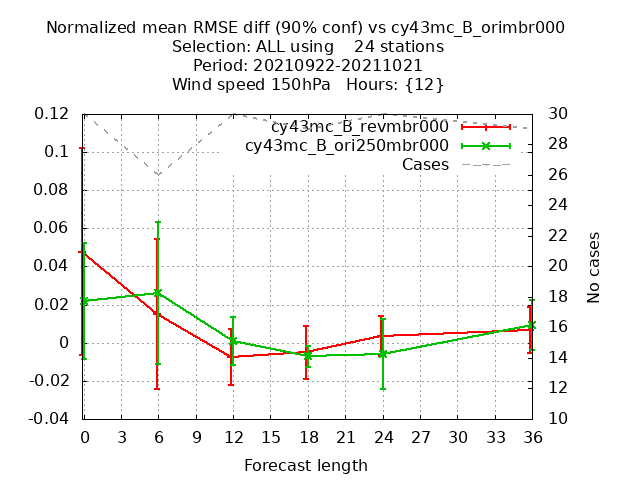 Normalized mean RMSE diff (90% conf) vs cy43mc_B_orimbr000
Selection: ALL using    24 stations
Period: 20210922-20211021
Wind speed 150hPa   Hours: {12}
cy43mc_B_revmbr000
cy43mc_B_ori250mbr000
Cases
0.12
0.1
0.08
0.06
0.04
0.02
0
-0.02
-0.04
30
28
26
24
22
20
18
16
14
12
10
No cases
0 3 6 9 12 15 18 21 24 27 30 33 36
Forecast length